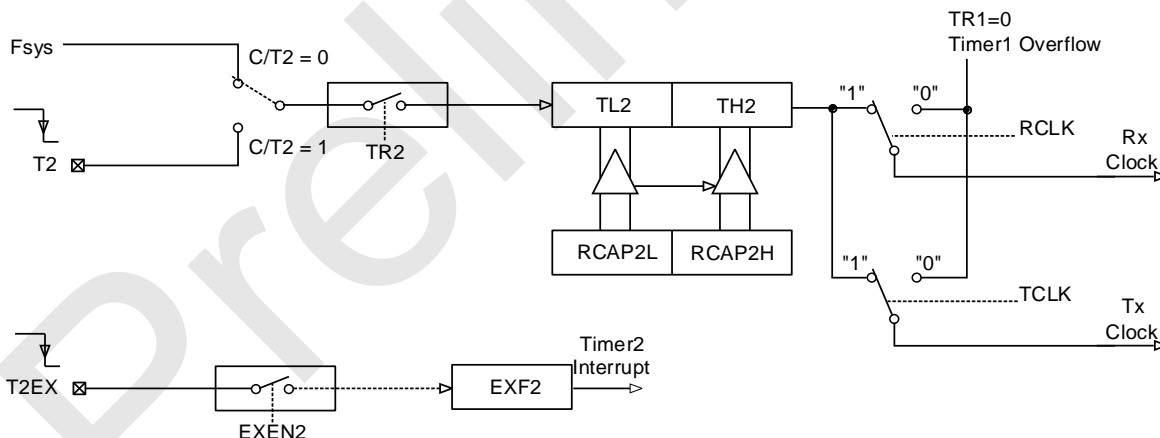 TR1=0
Timer1 Overflow
Fsys
C/T2 = 0
"1"
"0"
TL2
TH2
RCLK
Rx
Clock
T2
C/T2 = 1
TR2
RCAP2L
RCAP2H
"1"
"0"
TCLK
Tx
Clock
Timer2
Interrupt
T2EX
EXF2
EXEN2
Prelim